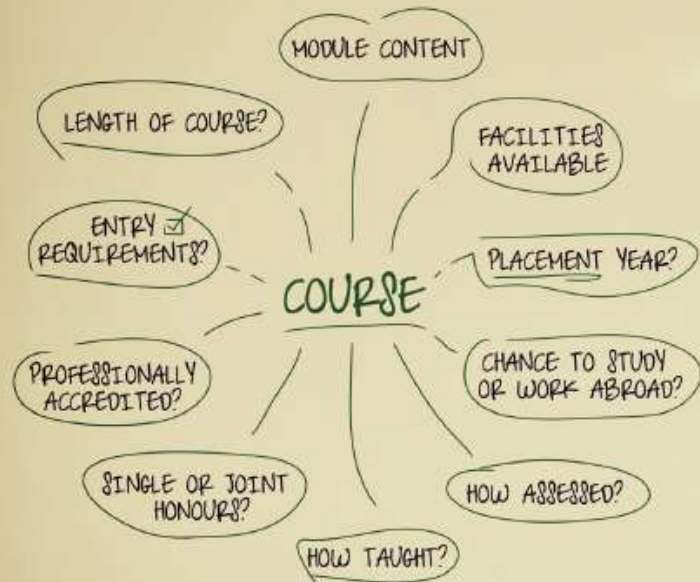 MODULE CONTENT
LENGTH OF COURSE?
FACILITIES
AVAILABLE
ENTRY ☑
REQUIREMENTS?
PLACEMENT YEAR?
COURSE
PROFESSIONALLY
ACCREDITED?
CHANCE TO STUDY
OR WORK ABROAD?
SINGLE OR JOINT
HONOURS?
HOW ASSESSED?
HOW TAUGHT?